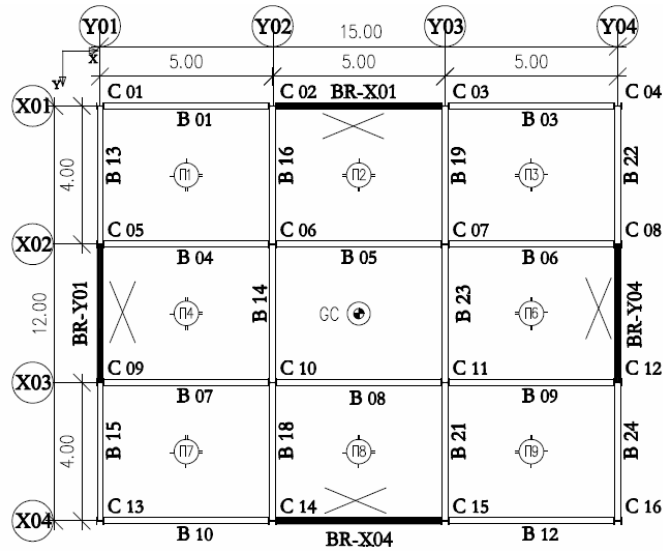 Y01 Y02 Y03 Y04
15.00
X
Y
5.00 5.00 5.00
C 01 C 02 BR-X01 C 03 C 04
X01
B 01 B 03
4.00 B 13 B 16 B 19 B 22
П1 П2 П3
C 05 C 06 C 07 C 08
X02
B 04 B 05 B 06
12.00 BR-Y01 П4 B 14 GC B 23 П6 BR-Y04
C 09 C 10 C 11 C 12
X03
B 07 B 08 B 09
4.00 B 15 B 18 B 21 B 24
П7 П8 П9
C 13 C 14 C 15 C 16
X04
B 10 BR-X04 B 12